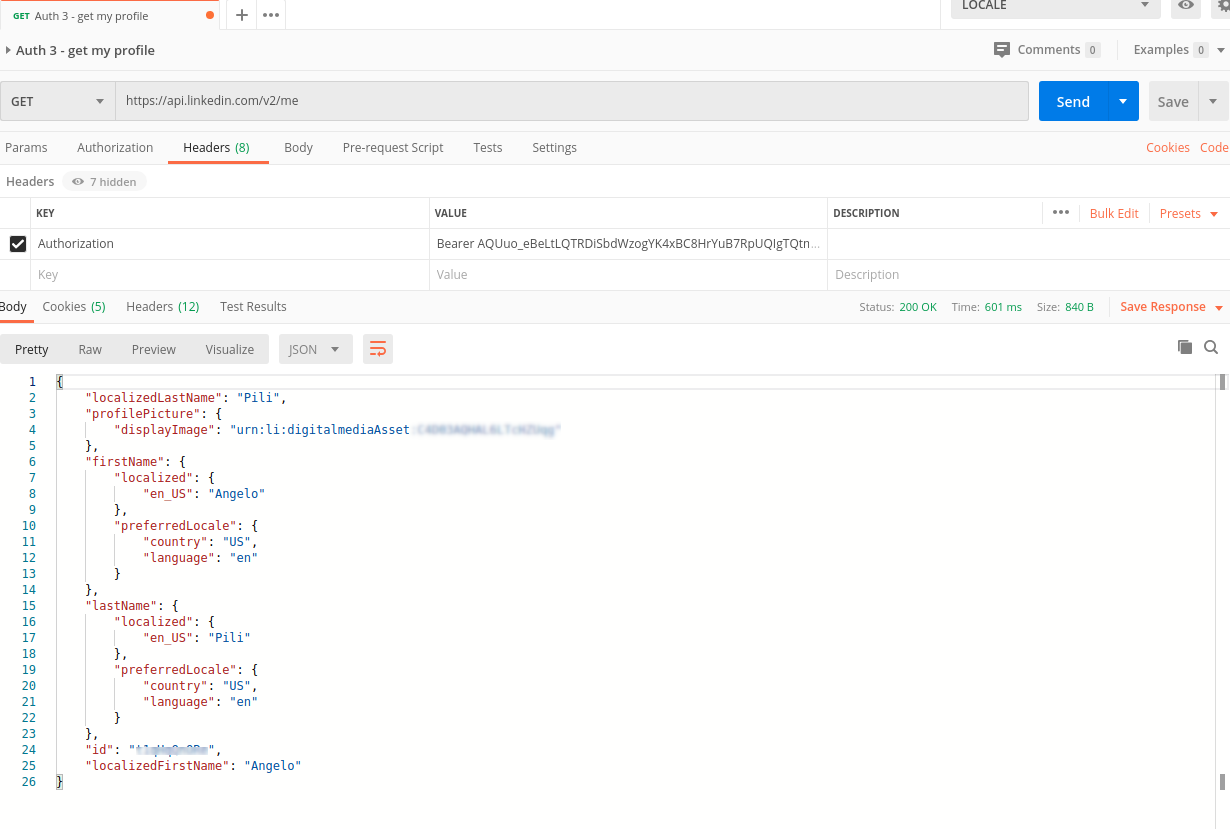 GET Auth 3 - get my profile
LOCALE
Auth 3 - get my profile
Comments 0 Examples 0
GET https://api.linkedin.com/v2/me Send Save
Params Authorization Headers (8) Body Pre-request Script Tests Settings Cookies Code
Headers 7 hidden
KEY VALUE DESCRIPTION ••• Bulk Edit Presets
Authorization Bearer AQUuo_eBeLtLQTRDiSbdWzogYK4xBC8HrYuB7RpUQIgTQtn...
Key Value Description
Body Cookies (5) Headers (12) Test Results Status: 200 OK Time: 601 ms Size: 840 B Save Response
Pretty Raw Preview Visualize JSON
1 {
2 "localizedLastName": "Pili",
3 "profilePicture": {
4 "displayImage": "urn:li:digitalmediaAsset
5 },
6 "firstName": {
7 "localized": {
8 "en_US": "Angelo"
9 },
10 "preferredLocale": {
11 "country": "US",
12 "language": "en"
13 }
14 },
15 "lastName": {
16 "localized": {
17 "en_US": "Pili"
18 },
19 "preferredLocale": {
20 "country": "US",
21 "language": "en"
22 }
23 },
24 "id": "",
25 "localizedFirstName": "Angelo"
26 }